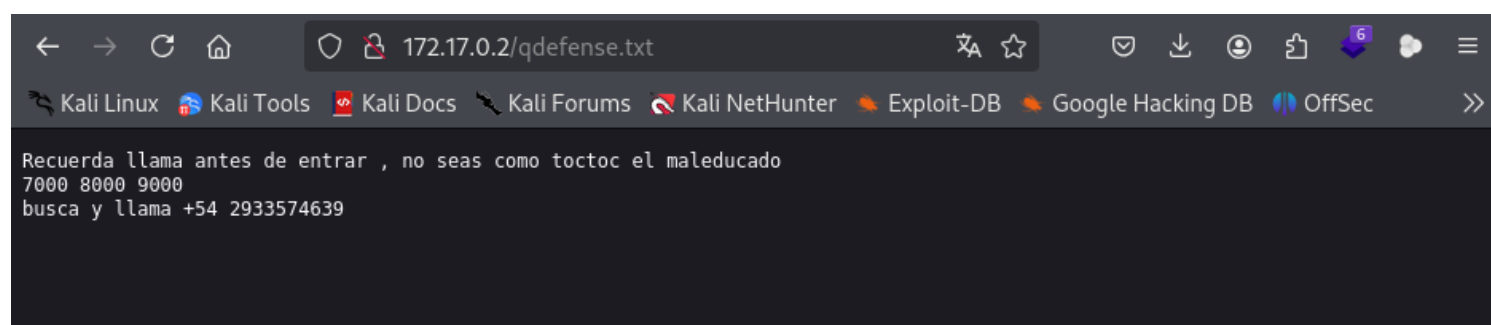 172.17.0.2/qdefense.txt
6
Kali Linux Kali Tools Kali Docs Kali Forums Kali NetHunter Exploit-DB Google Hacking DB OffSec
Recuerda llama antes de entrar , no seas como toctoc el maleducado
7000 8000 9000
busca y llama +54 2933574639